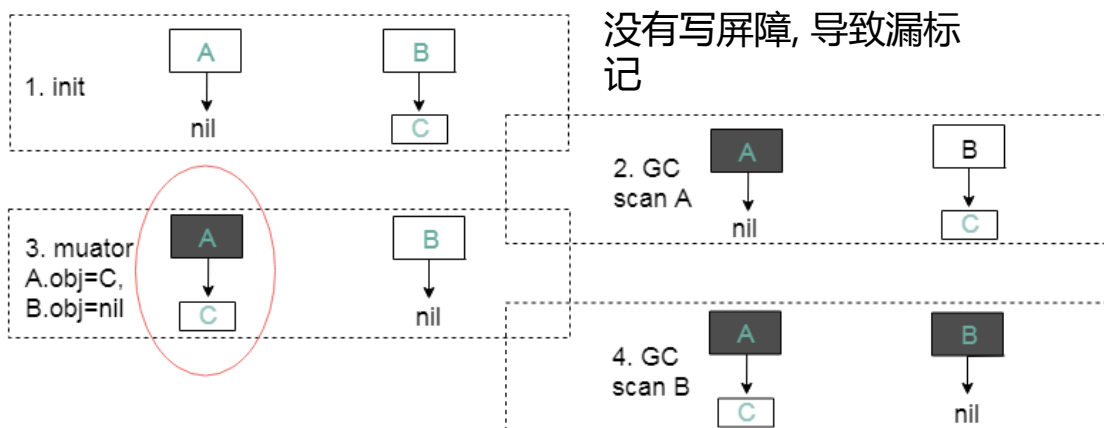 没有写屏障, 导致漏标
记
1. init
A
nil
B
C
2. GC
scan A
A
nil
B
C
3. muator
A.obj=C,
B.obj=nil
A
C
B
nil
4. GC
scan B
A
C
B
nil